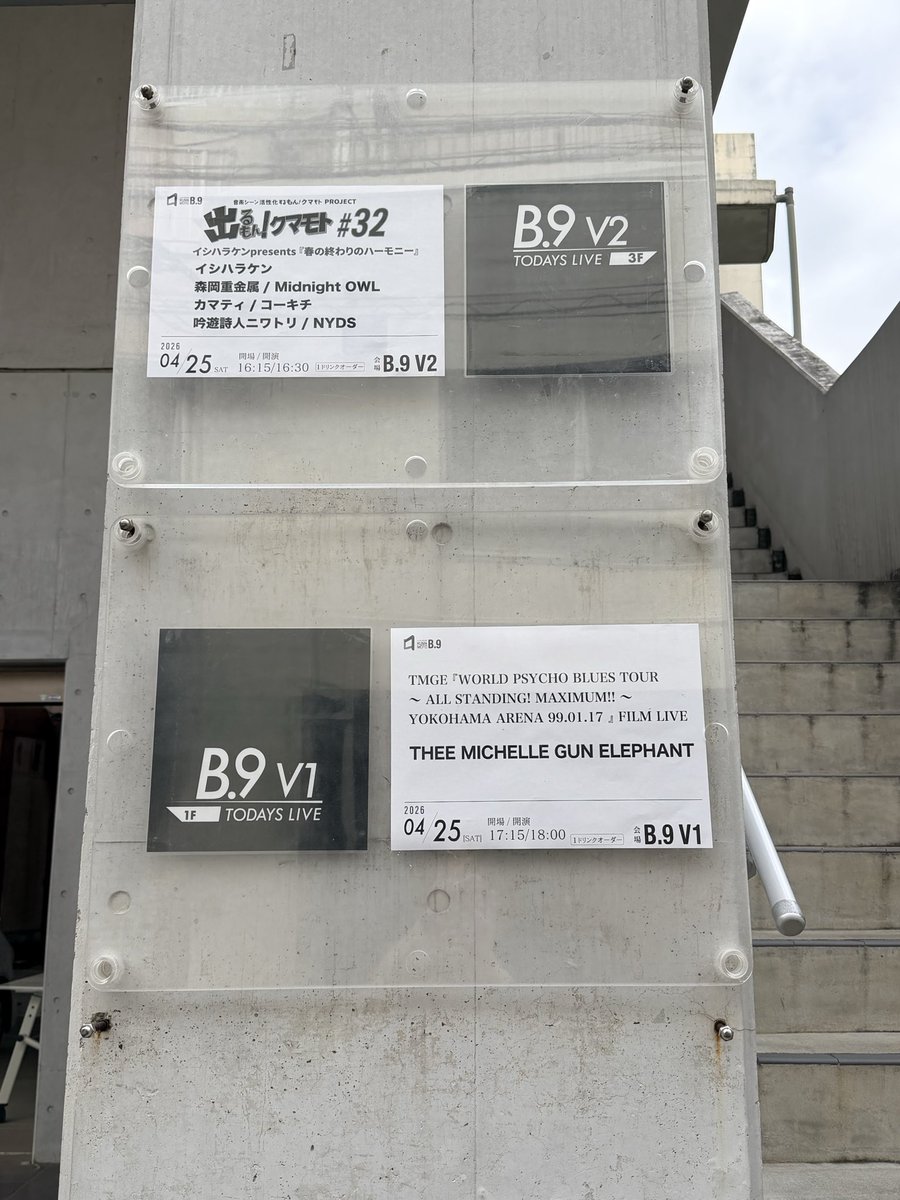 B.9
音楽シーン活性化するもん!クマモト PROJECT
出るもん!クマモト #32
イシハラケンpresents『春の終わりのハーモニー』
イシハラケン
森岡重金属 / Midnight OWL
カマティ / コーキチ
吟遊詩人ニワトリ / NYDS
2026
04/25 SAT
開場 / 開演
16:15/16:30
1ドリンクオーダー
会場 B.9 V2
B.9 V2
TODAYS LIVE 3F
B.9 V1
1F TODAYS LIVE
B.9
TMGE『WORLD PSYCHO BLUES TOUR
～ ALL STANDING! MAXIMUM!! ～
YOKOHAMA ARENA 99.01.17 』FILM LIVE
THEE MICHELLE GUN ELEPHANT
2026
04/25 [SAT]
開場 / 開演
17:15/18:00
1ドリンクオーダー
会場 B.9 V1